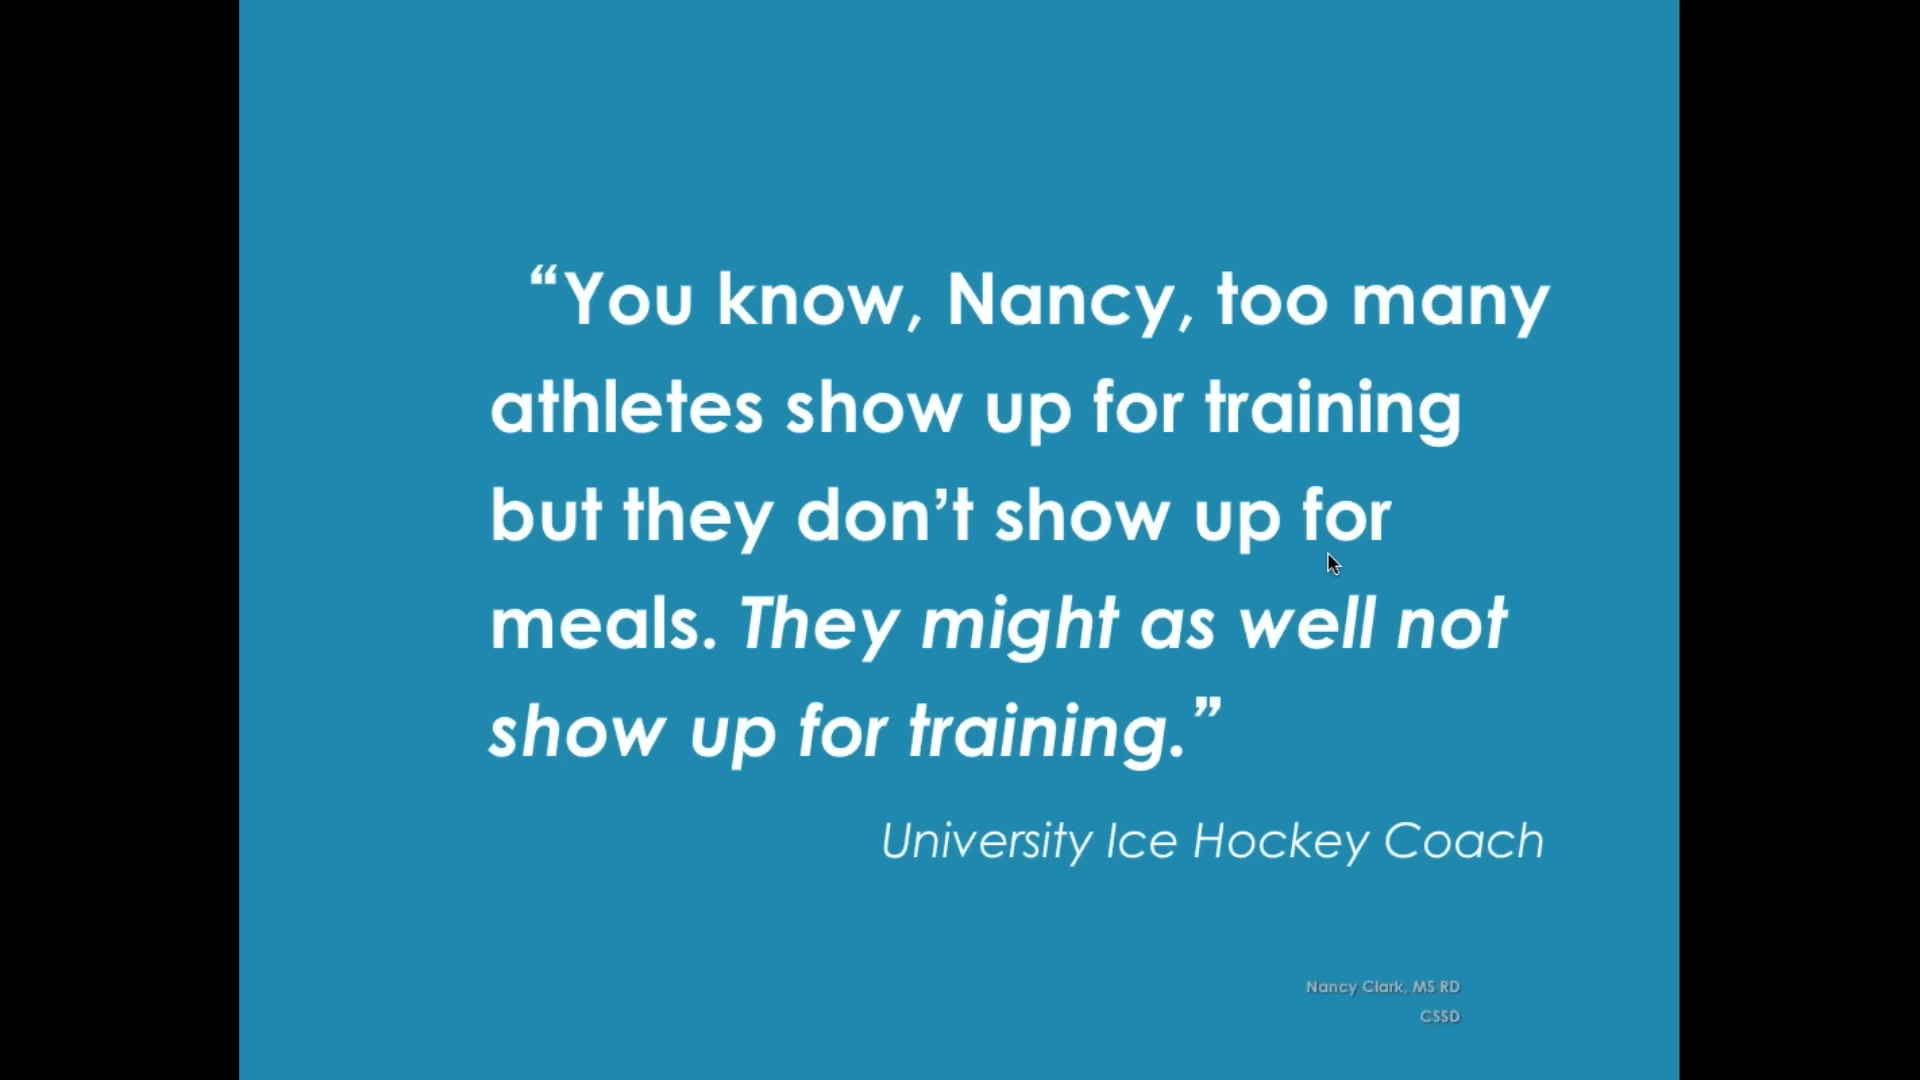 “You know, Nancy, too many
athletes show up for training
but they don’t show up for
meals. They might as well not
show up for training.”
University Ice Hockey Coach
Nancy Clark, MS RD
CSSD